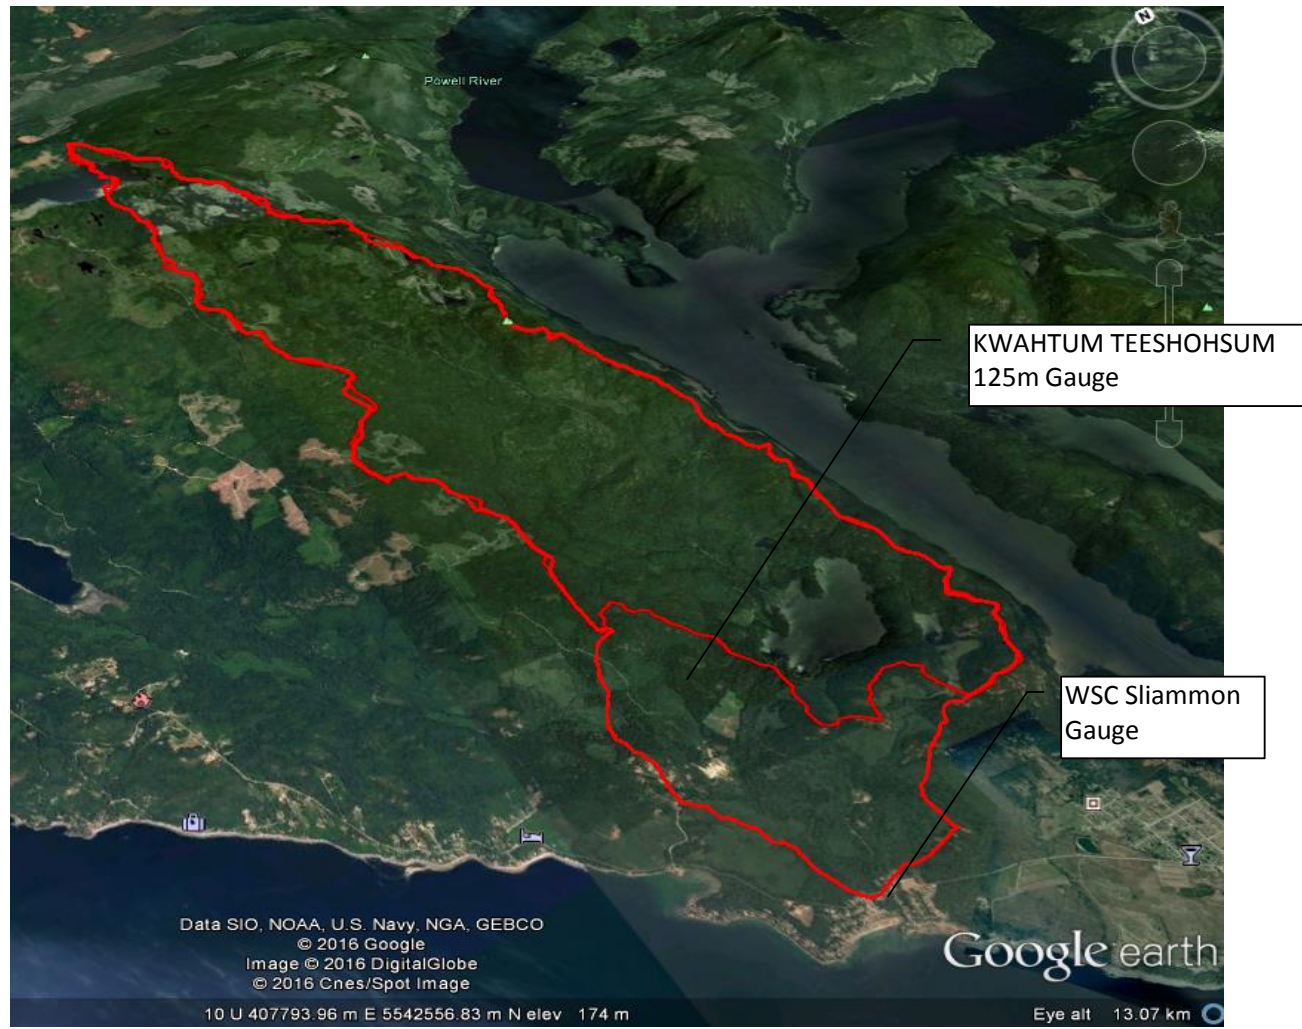 N
Powell River
KWAHTUM TEESHOHSUM
125m Gauge
WSC Sliammon
Gauge
Data SIO, NOAA, U.S. Navy, NGA, GEBCO
© 2016 Google
Image © 2016 DigitalGlobe
© 2016 Cnes/Spot Image
Google earth
10 U 407793.96 m E 5542556.83 m N elev 174 m
Eye alt 13.07 km